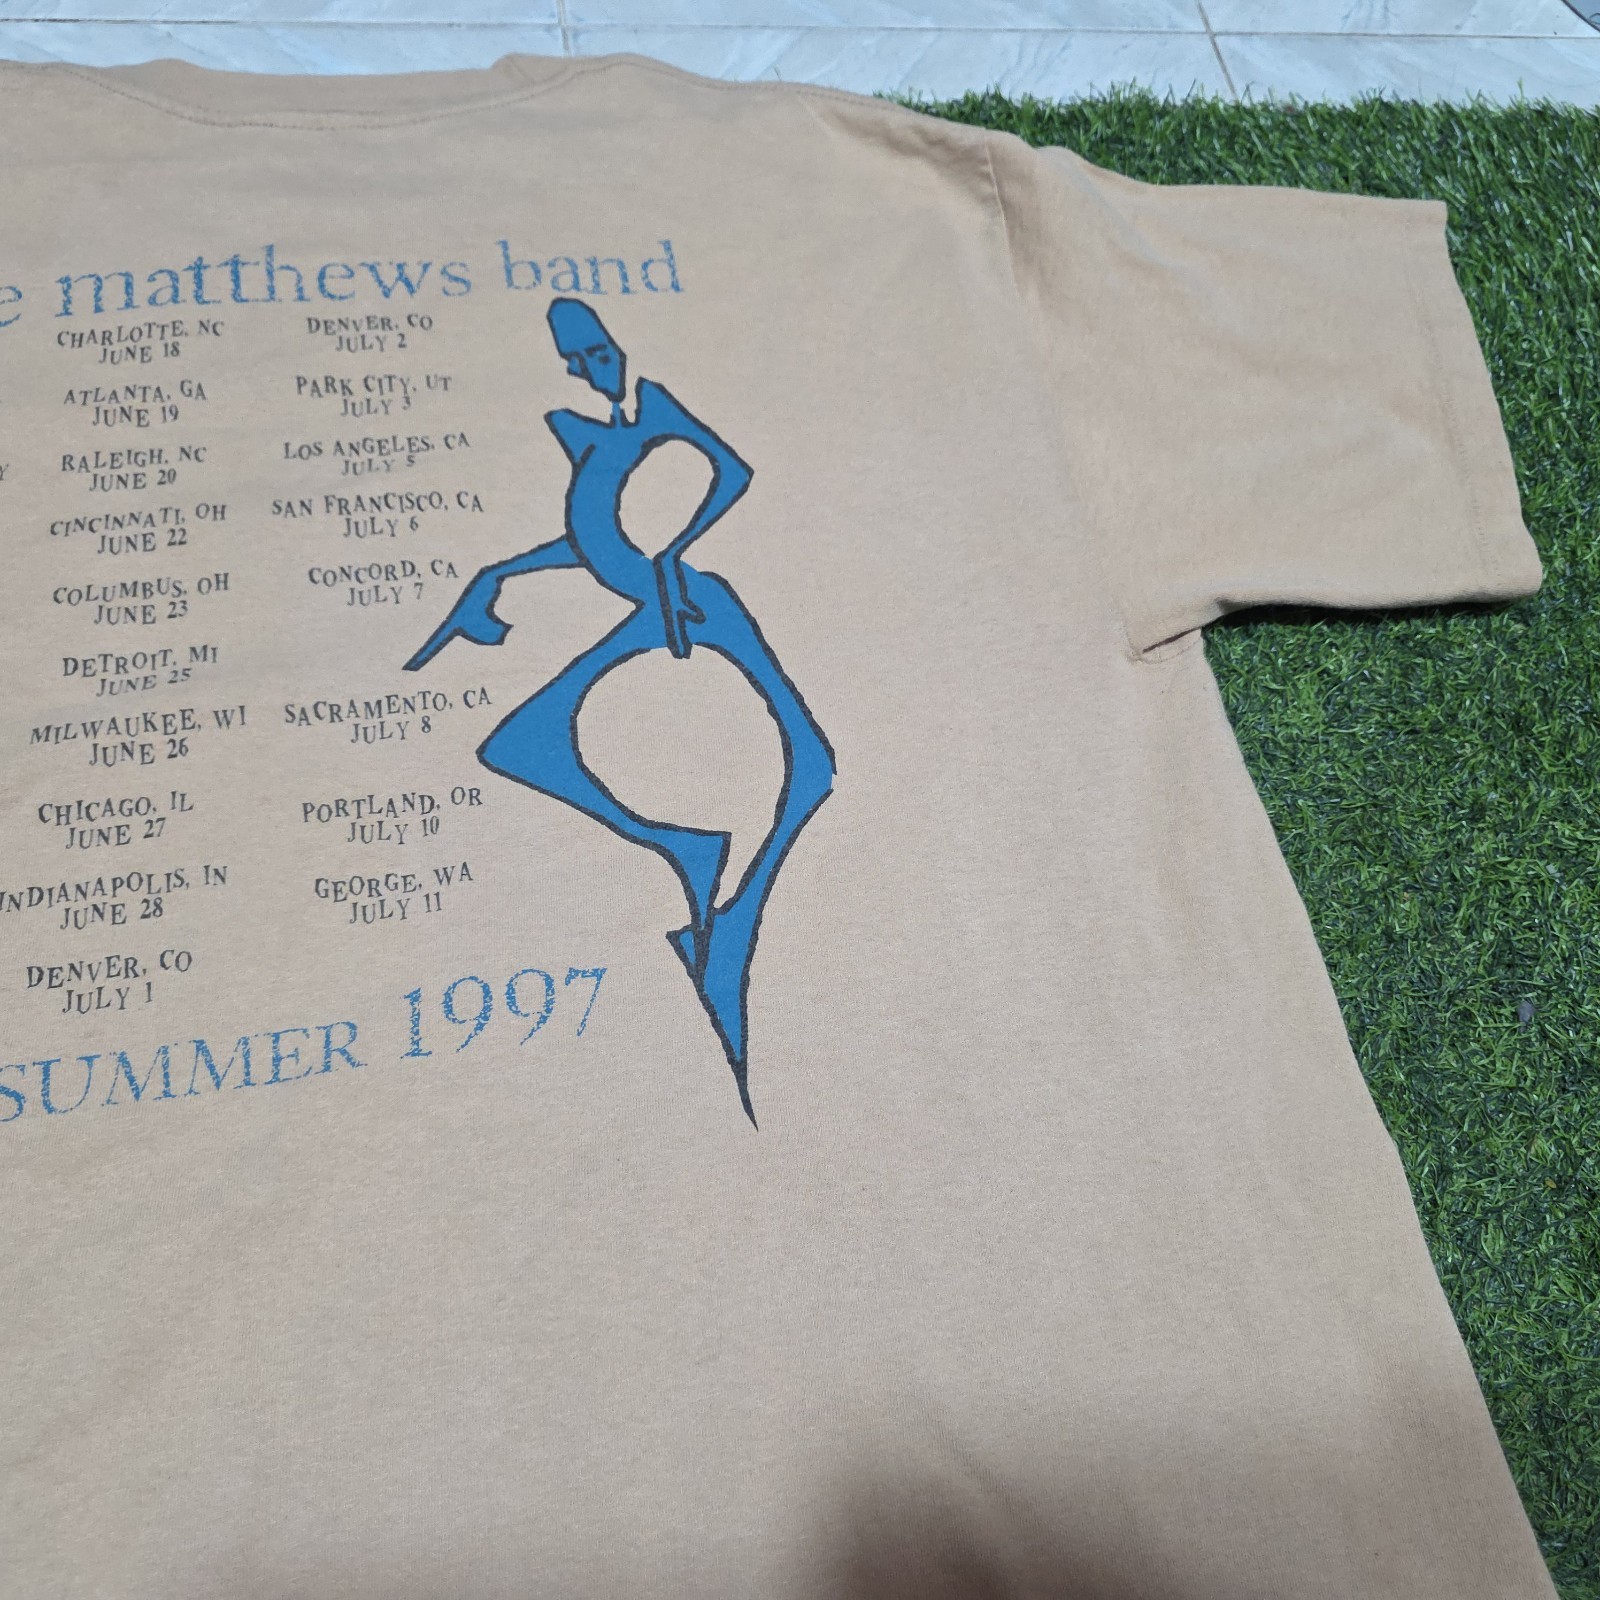 e matthews band
CHARLOTTE, NC
JUNE 18
ATLANTA, GA
JUNE 19
RALEIGH, NC
JUNE 20
CINCINNATI, OH
JUNE 22
COLUMBUS, OH
JUNE 23
DETROIT, MI
JUNE 25
MILWAUKEE, WI
JUNE 26
CHICAGO, IL
JUNE 27
INDIANAPOLIS, IN
JUNE 28
DENVER, CO
JULY 1
DENVER, CO
JULY 2
PARK CITY, UT
JULY 3
LOS ANGELES, CA
JULY 5
SAN FRANCISCO, CA
JULY 6
CONCORD, CA
JULY 7
SACRAMENTO, CA
JULY 8
PORTLAND, OR
JULY 10
GEORGE, WA
JULY 11
SUMMER 1997